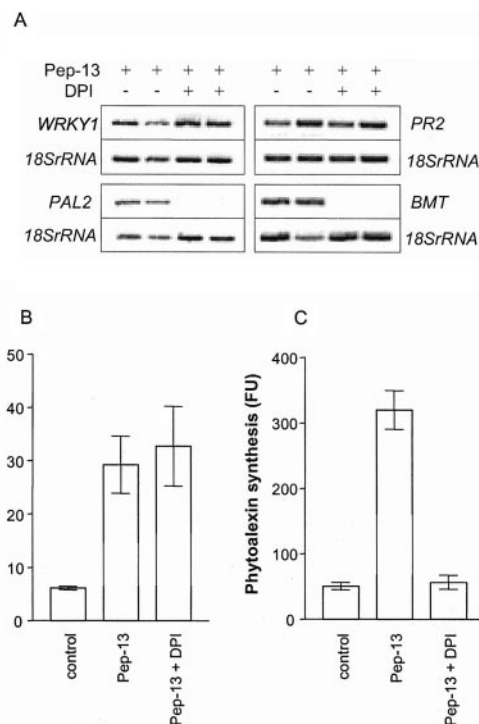 A
Pep-13 + + + + + + + +
DPI - - + + - - + +
WRKY1 PR2
18SrRNA 18SrRNA
PAL2 BMT
18SrRNA 18SrRNA
B
50
40
30
20
10
0
control
Pep-13
Pep-13 + DPI
C
Phytoalexin synthesis (FU)
400
300
200
100
0
control
Pep-13
Pep-13 + DPI